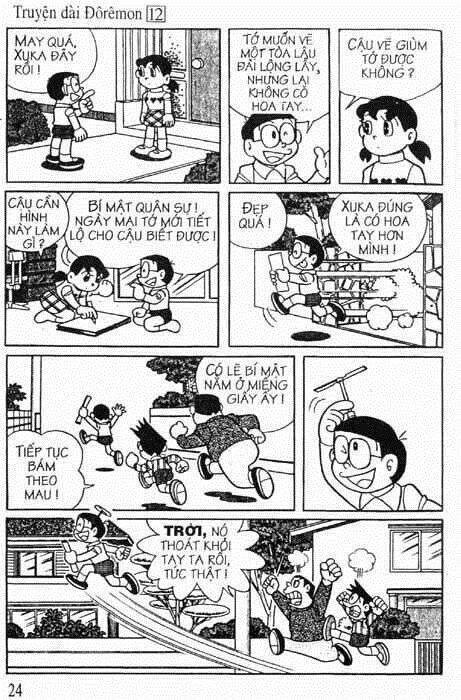 Truyện dài Đôrêmon 12
MAY QUÁ,
XUKA ĐÂY
RỒI !
TỚ MUỐN VẼ
MỘT TÒA LÂU
ĐÀI LỘNG LẪY,
NHƯNG LẠI
KHÔNG CÓ
HOA TAY...
CẬU VẼ GIÙM
TỚ ĐƯỢC
KHÔNG ?
CẬU CẦN
HÌNH
NÀY LÀM
GÌ ?
BÍ MẬT QUÂN SỰ !
NGÀY MAI TỚ MỚI TIẾT
LỘ CHO CẬU BIẾT ĐƯỢC !
ĐẸP
QUÁ !
XUKA ĐÚNG
LÀ CÓ HOA
TAY HƠN
MÌNH !
CÓ LẼ BÍ MẬT
NẰM Ở MIẾNG
GIẤY ẤY !
TIẾP TỤC
BÁM
THEO
MAU !
TRỜI, NÓ
THOÁT KHỎI
TAY TA RỒI,
TỨC THẬT !
24